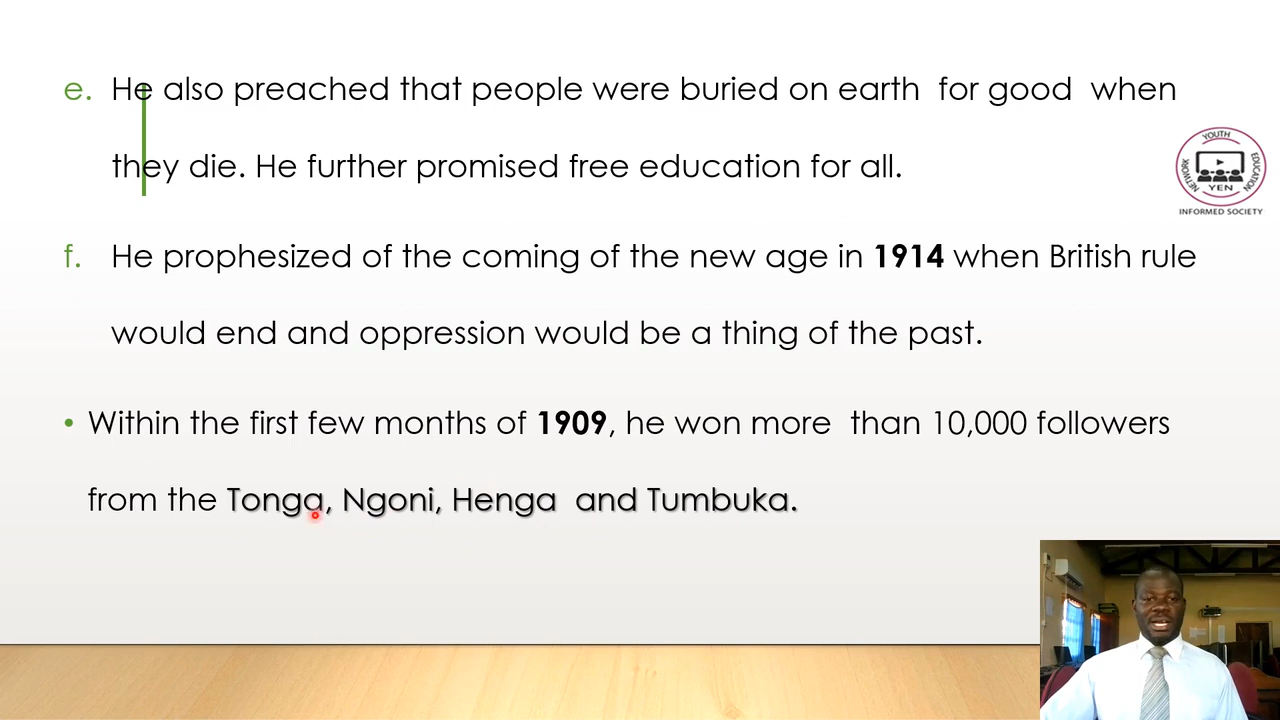 e. He also preached that people were buried on earth for good when
they die. He further promised free education for all.
f. He prophesized of the coming of the new age in 1914 when British rule
would end and oppression would be a thing of the past.
• Within the first few months of 1909, he won more than 10,000 followers
from the Tonga, Ngoni, Henga and Tumbuka.
YOUTH
EDUCATION
NETWORK
YEN
INFORMED SOCIETY